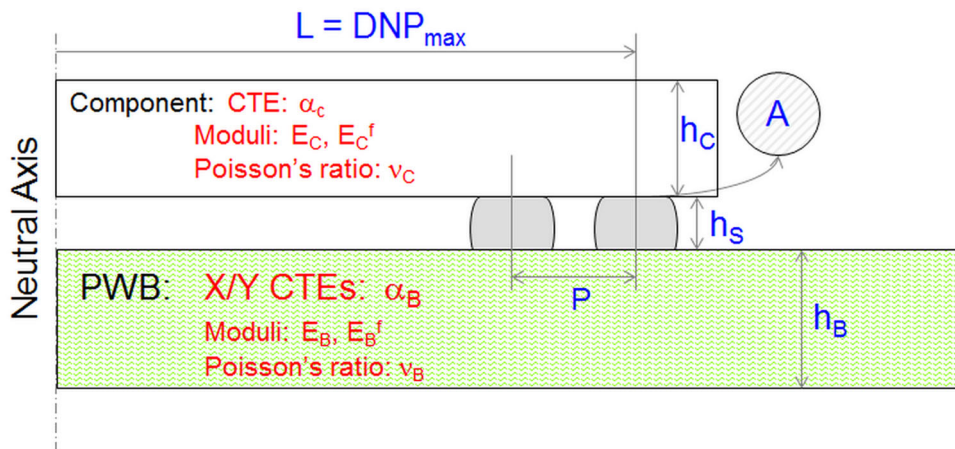 L = DNPmax
Component: CTE: αc
Moduli: EC, ECf
Poisson's ratio: νC
hC
A
Neutral Axis
hS
PWB: X/Y CTEs: αB
Moduli: EB, EBf
Poisson's ratio: νB
P
hB